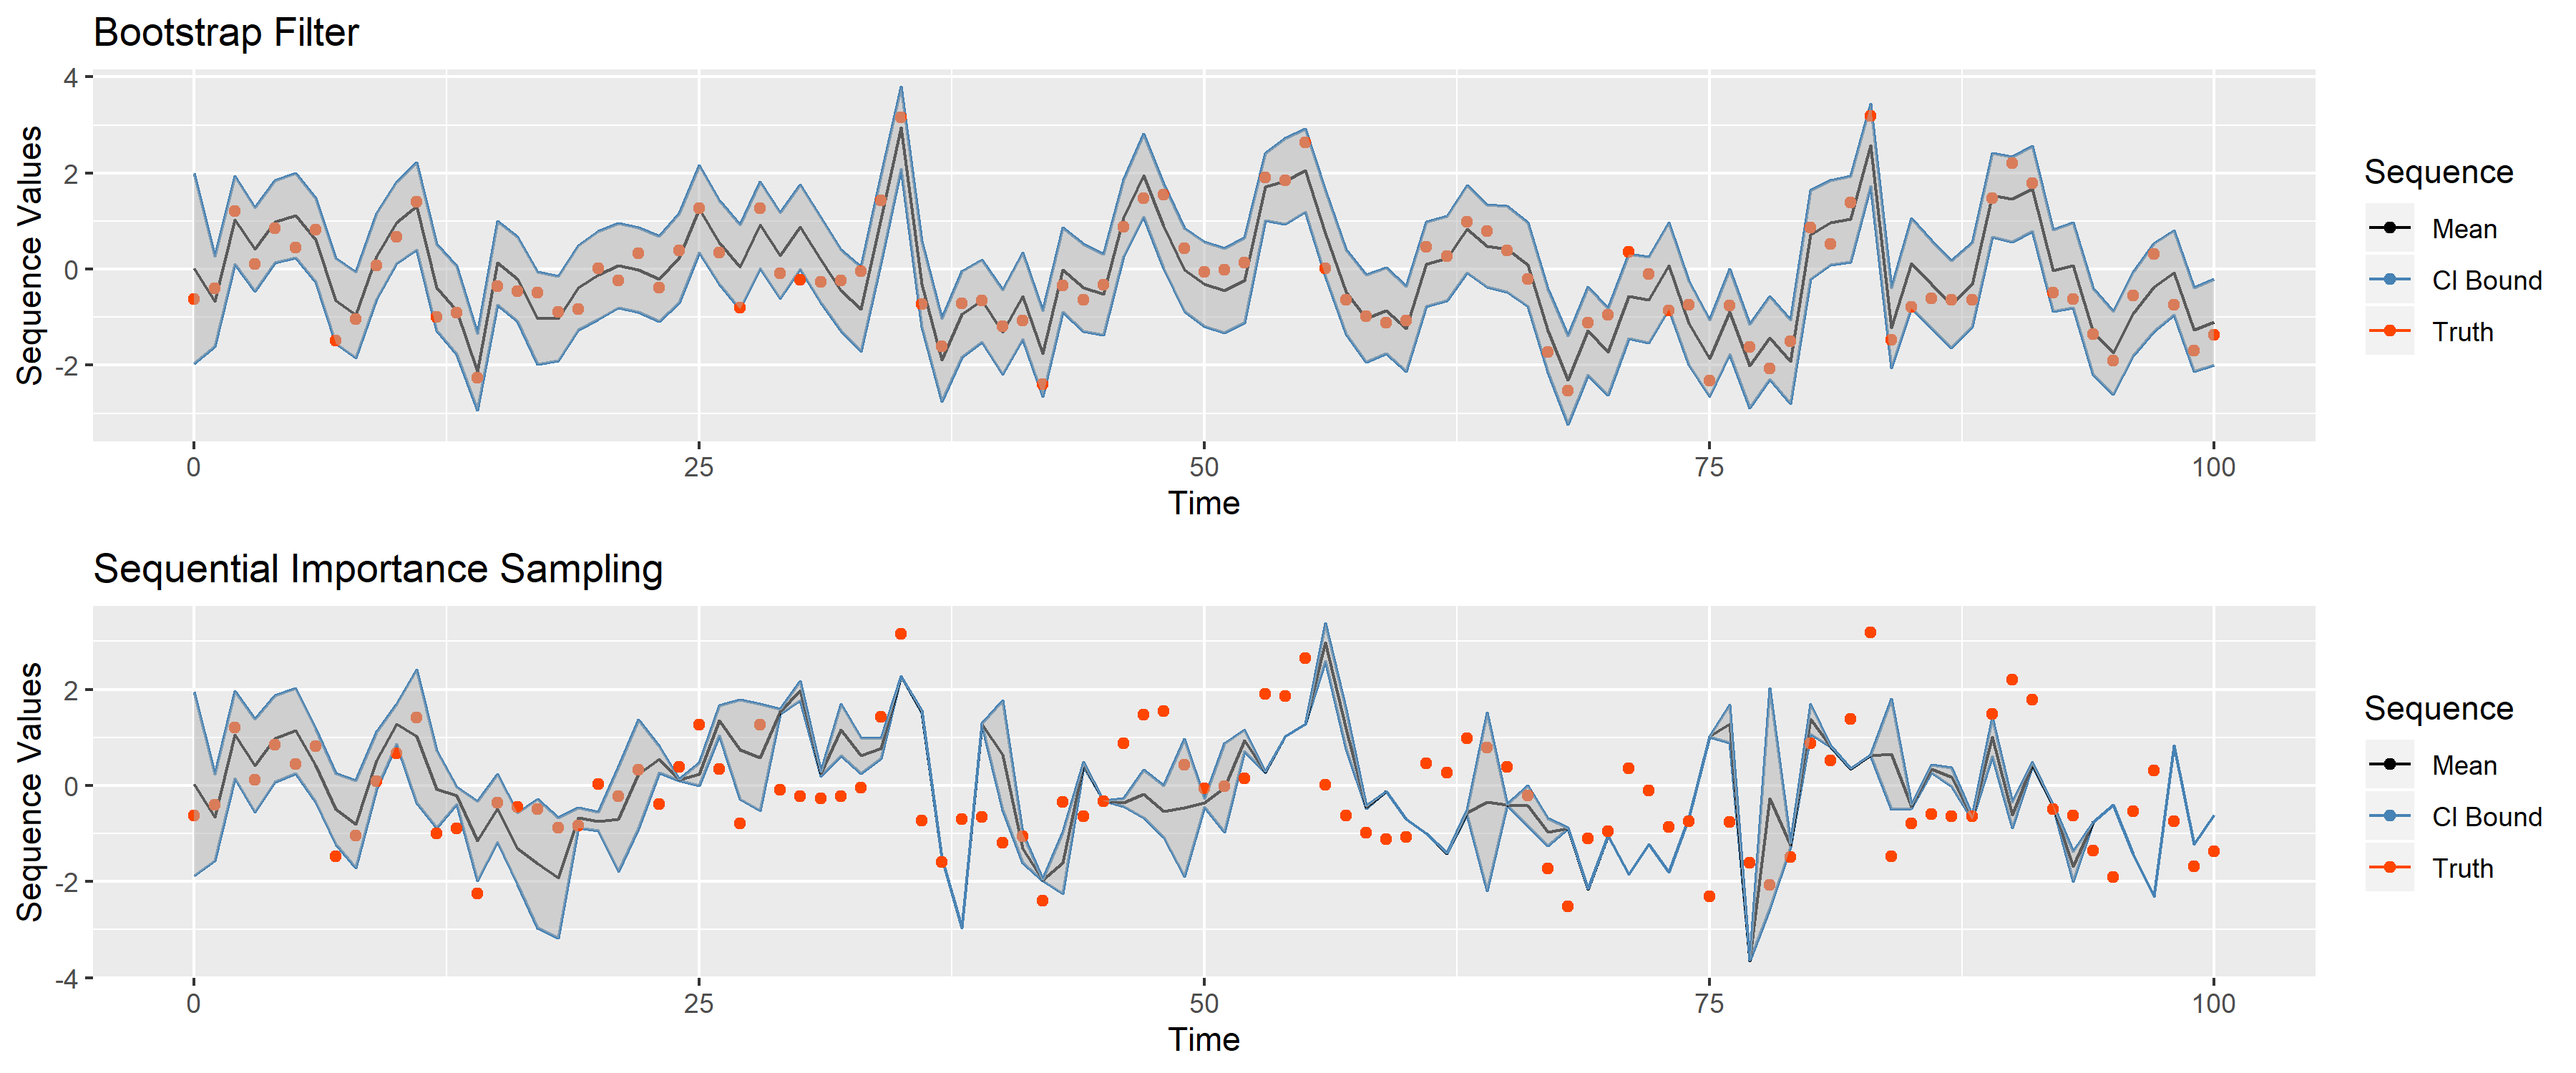 Bootstrap Filter
Sequence Values
4
2
0
-2
0 25 50 75 100
Time
Sequence
Mean
CI Bound
Truth
Sequential Importance Sampling
Sequence Values
2
0
-2
-4
0 25 50 75 100
Time
Sequence
Mean
CI Bound
Truth